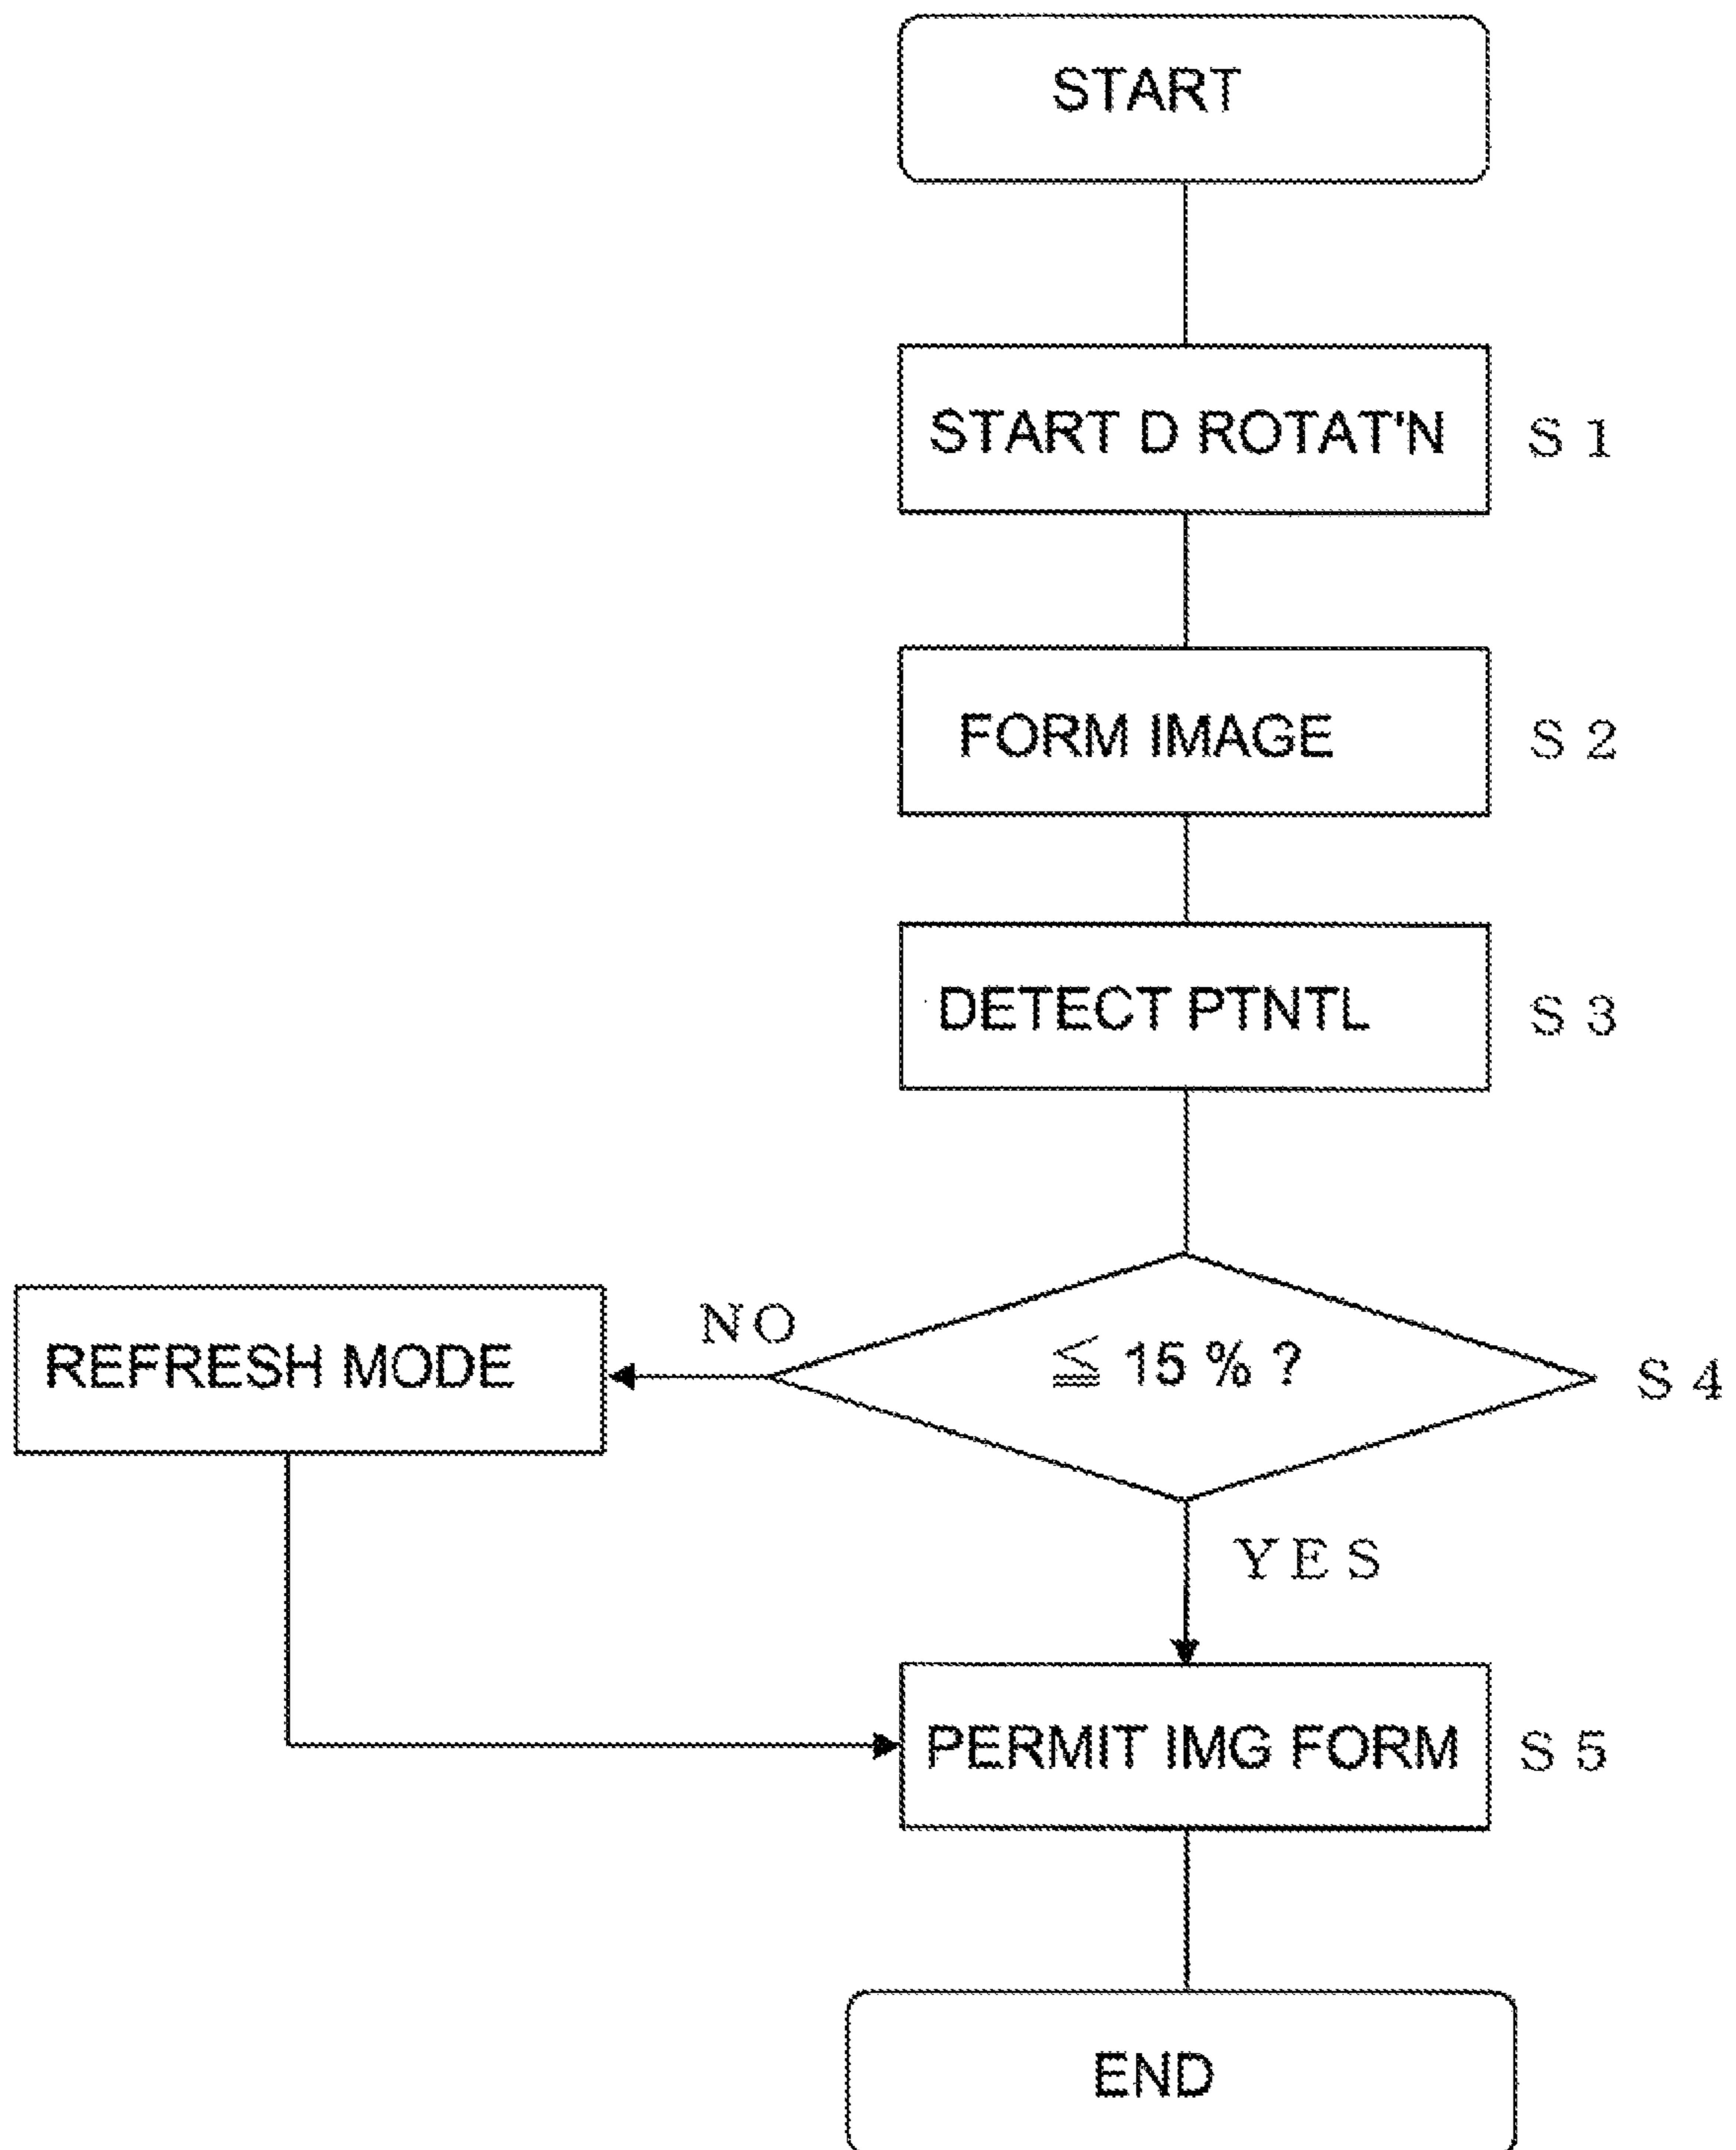 START
START D ROTAT'N
S 1
FORM IMAGE
S 2
DETECT PTNTL
S 3
REFRESH MODE
NO
≦ 15 % ?
S 4
YES
PERMIT IMG FORM
S 5
END